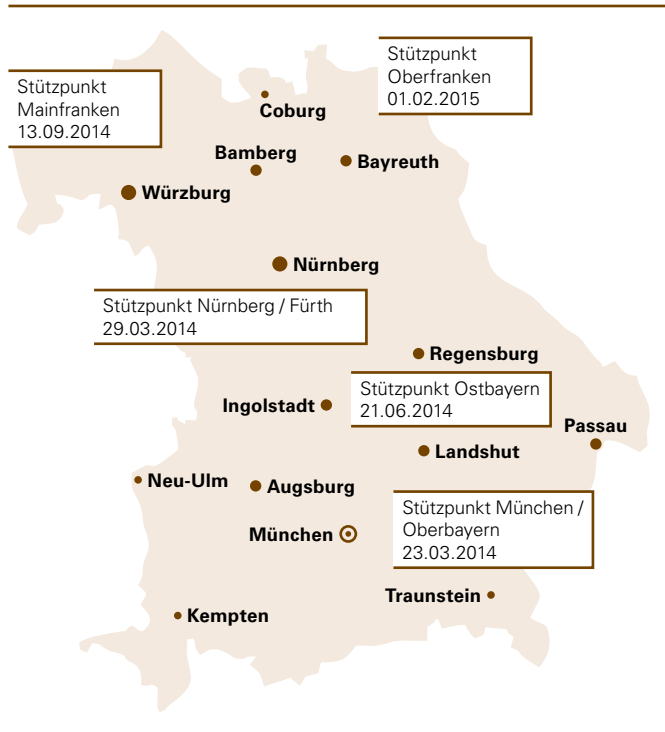 Stützpunkt
Oberfranken
01.02.2015
Stützpunkt
Mainfranken
13.09.2014
Coburg
Bamberg
Bayreuth
Würzburg
Nürnberg
Stützpunkt Nürnberg / Fürth
29.03.2014
Regensburg
Stützpunkt Ostbayern
21.06.2014
Ingolstadt
Passau
Landshut
Neu-Ulm
Augsburg
Stützpunkt München /
Oberbayern
23.03.2014
München
Traunstein
Kempten